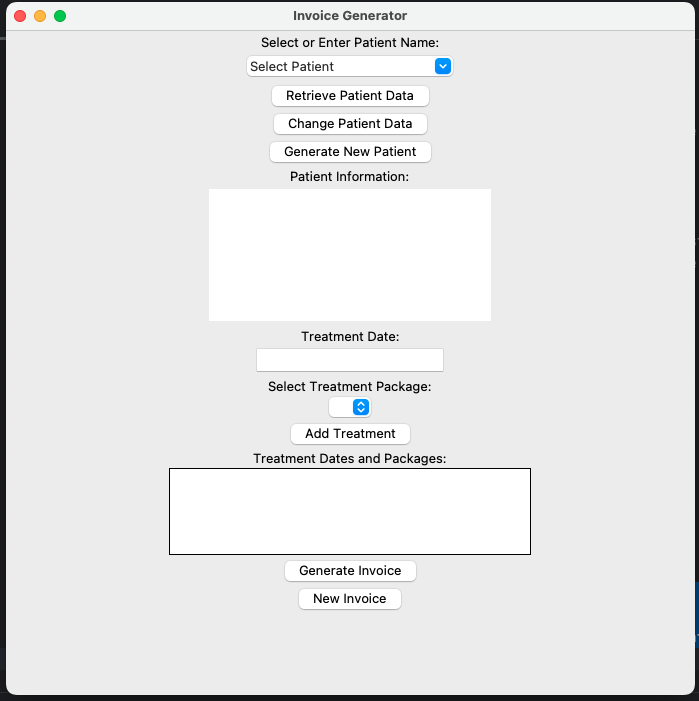 Invoice Generator
Select or Enter Patient Name:
Select Patient
Retrieve Patient Data
Change Patient Data
Generate New Patient
Patient Information:
Treatment Date:
Select Treatment Package:
Add Treatment
Treatment Dates and Packages:
Generate Invoice
New Invoice